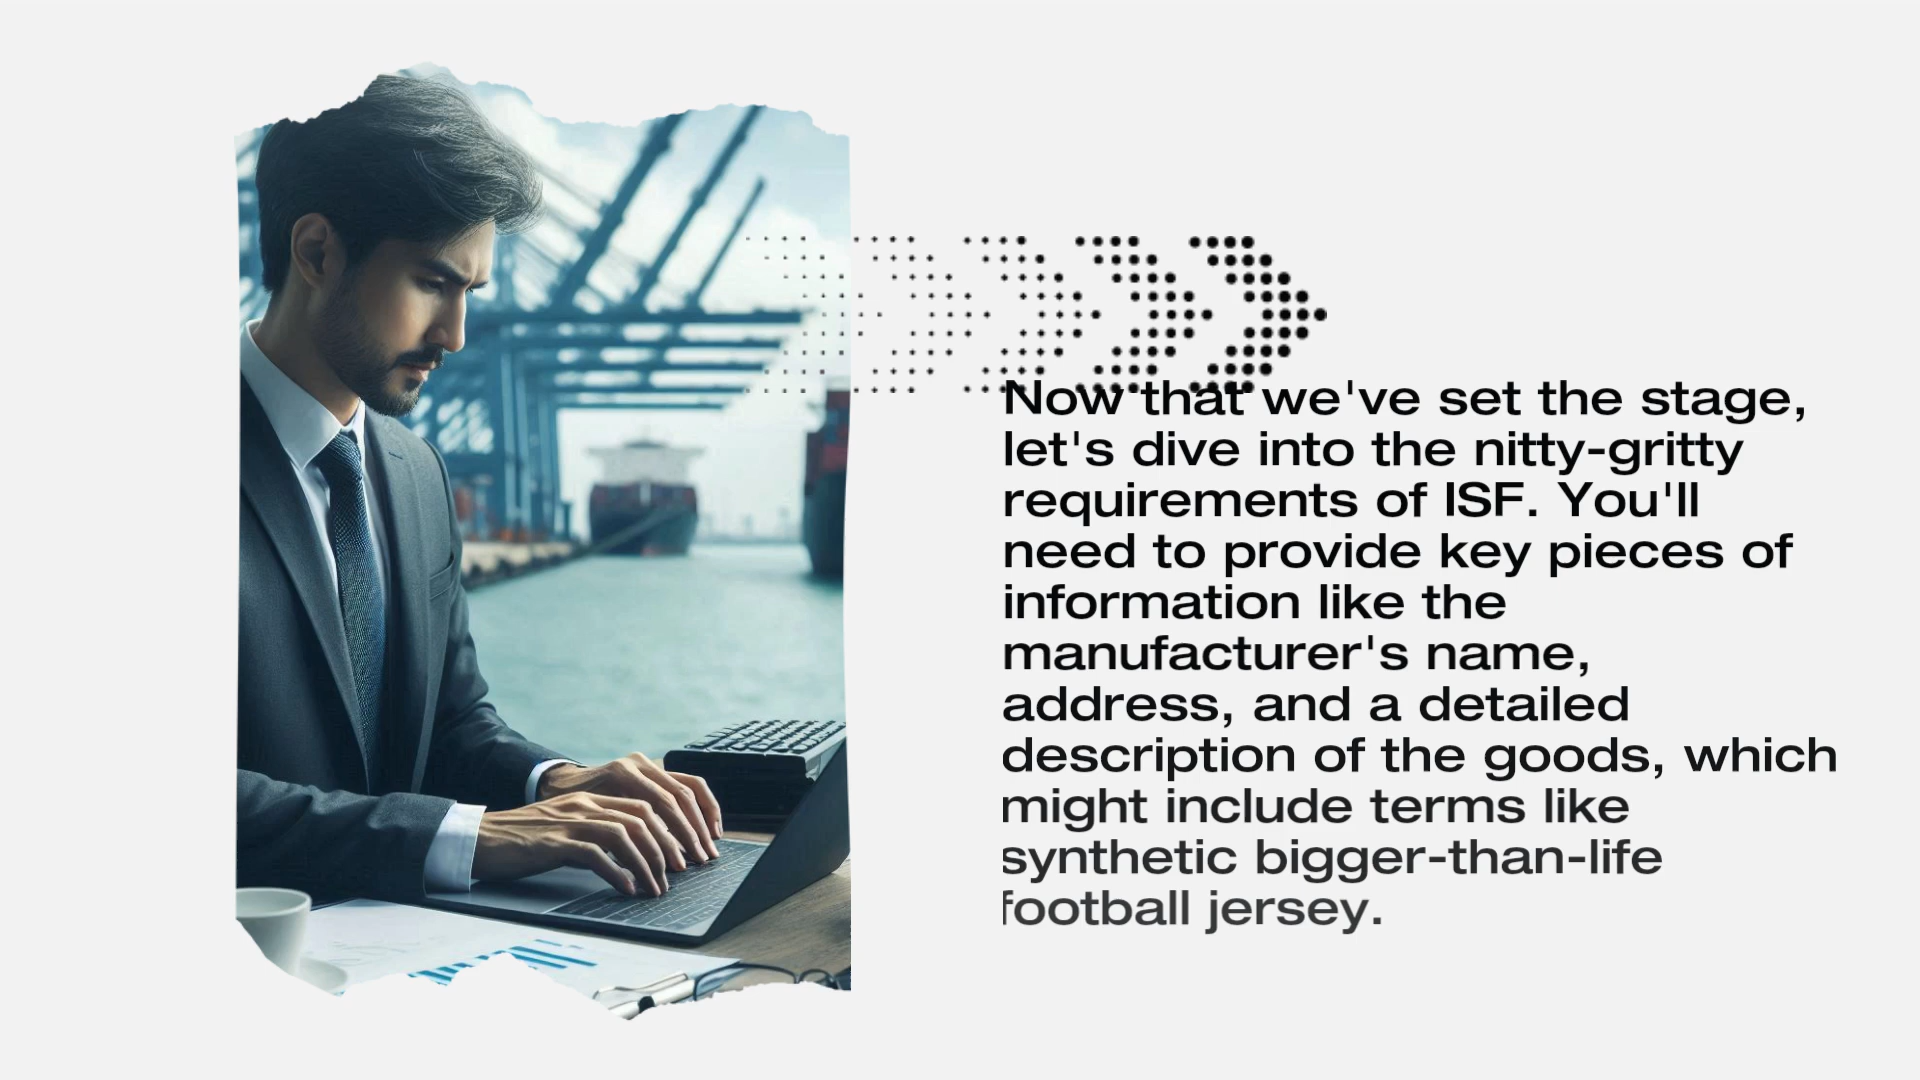 Now that we've set the stage,
let's dive into the nitty-gritty
requirements of ISF. You'll
need to provide key pieces of
information like the
manufacturer's name,
address, and a detailed
description of the goods, which
might include terms like
synthetic bigger-than-life
football jersey.